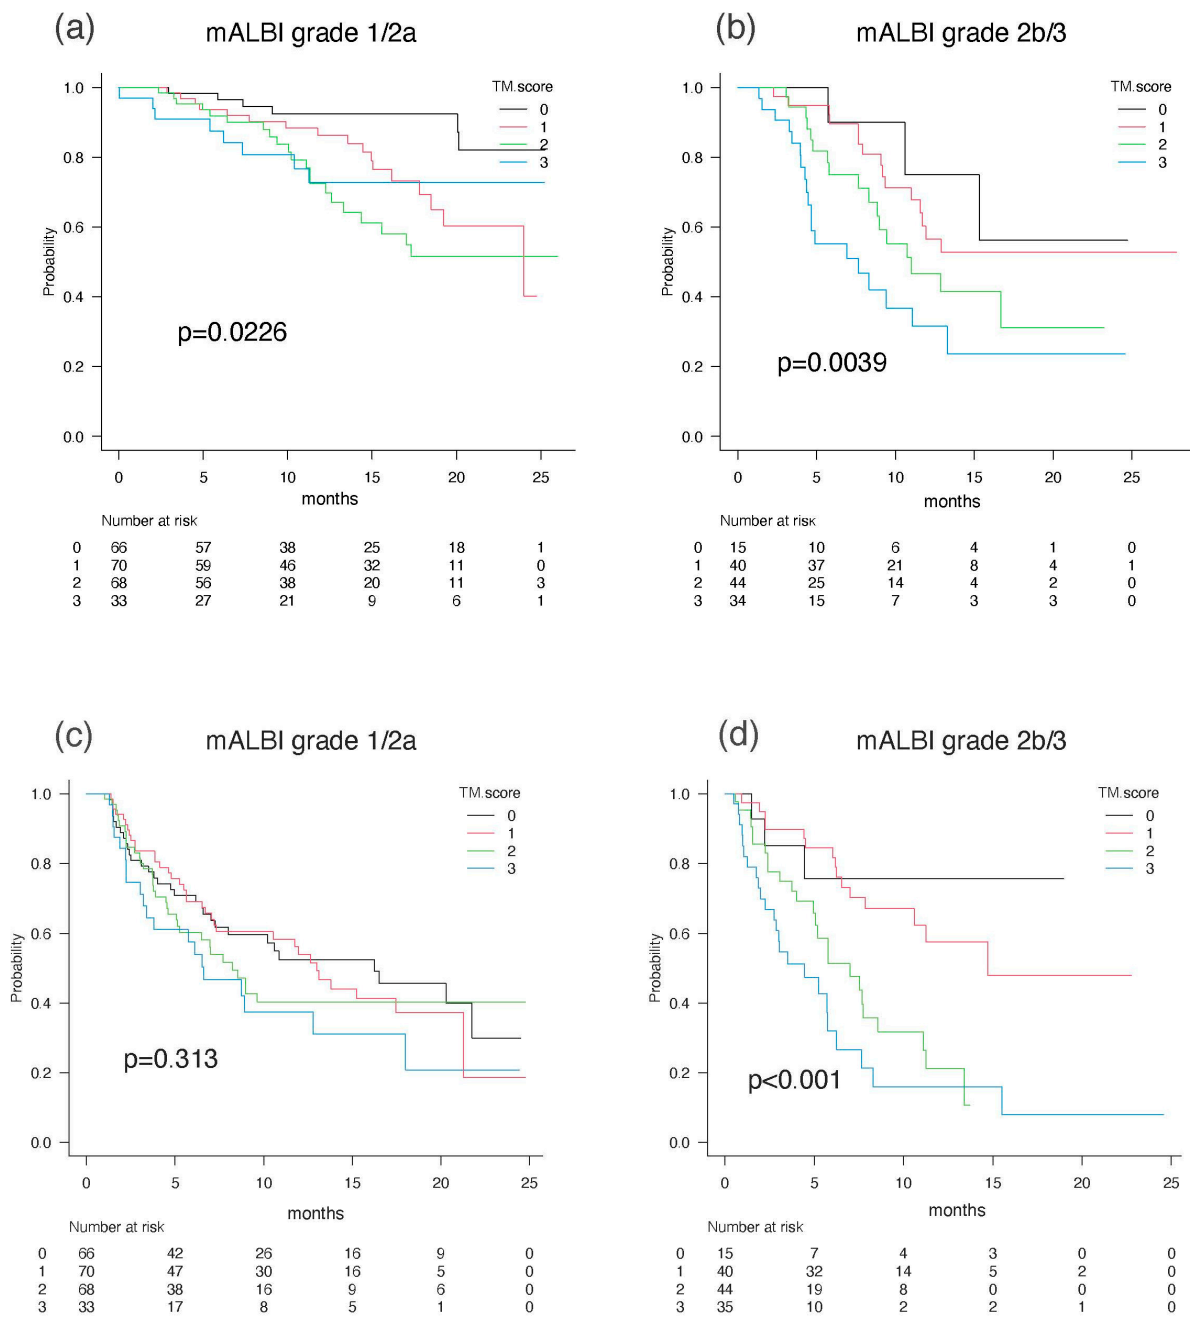 (a)
mALBI grade 1/2a
TM.score
0
1
2
3
1.0
0.8
0.6
0.4
0.2
0.0
Probability
p=0.0226
0 5 10 15 20 25
months
Number at risk
0 66 57 38 25 18 1
1 70 59 46 32 11 0
2 68 56 38 20 11 3
3 33 27 21 9 6 1
(b)
mALBI grade 2b/3
TM.score
0
1
2
3
1.0
0.8
0.6
0.4
0.2
0.0
Probability
p=0.0039
0 5 10 15 20 25
months
Number at risk
0 15 10 6 4 1 0
1 40 37 21 8 4 1
2 44 25 14 4 2 0
3 34 15 7 3 3 0
(c)
mALBI grade 1/2a
TM.score
0
1
2
3
1.0
0.8
0.6
0.4
0.2
0.0
Probability
p=0.313
0 5 10 15 20 25
months
Number at risk
0 66 42 26 16 9 0
1 70 47 30 16 5 0
2 68 38 16 9 6 0
3 33 17 8 5 1 0
(d)
mALBI grade 2b/3
TM.score
0
1
2
3
1.0
0.8
0.6
0.4
0.2
0.0
Probability
p<0.001
0 5 10 15 20 25
months
Number at risk
0 15 7 4 3 0 0
1 40 32 14 5 2 0
2 44 19 8 0 0 0
3 35 10 2 2 1 0